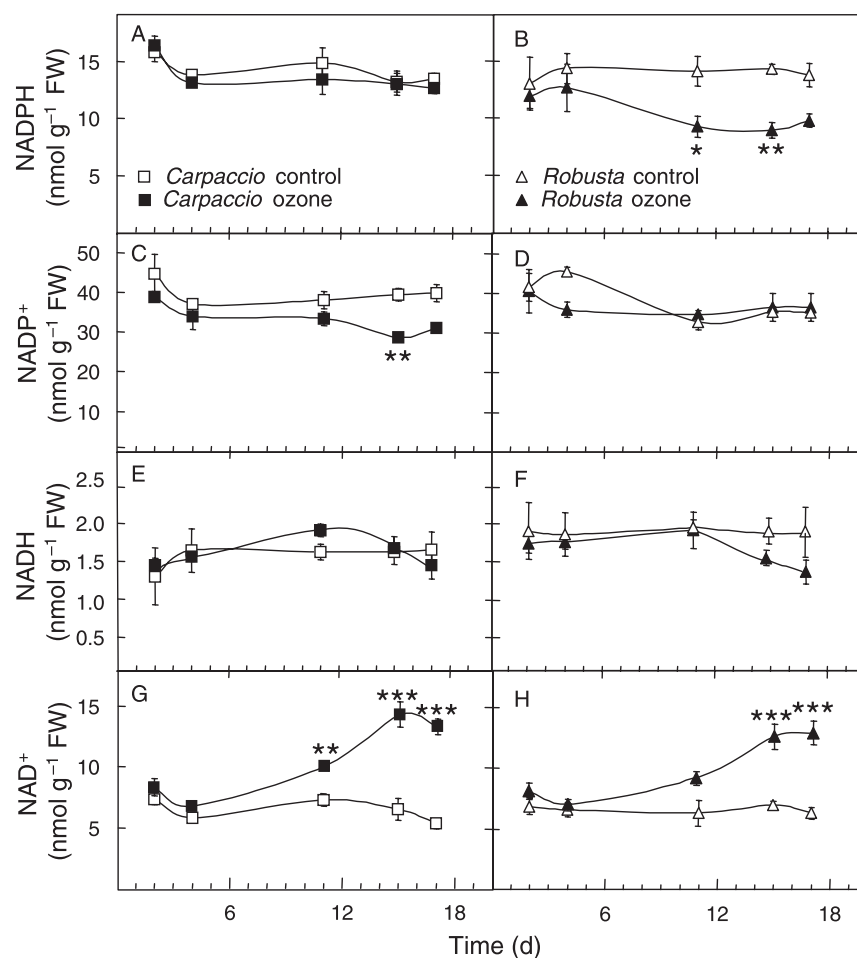 A
B
NADPH
(nmol g⁻¹ FW)
15
10
5
Carpaccio control
Carpaccio ozone
Robusta control
Robusta ozone
*
**
C
D
NADP⁺
(nmol g⁻¹ FW)
50
40
30
20
10
**
E
F
NADH
(nmol g⁻¹ FW)
2.5
2.0
1.5
1.0
0.5
G
H
NAD⁺
(nmol g⁻¹ FW)
15
10
5
**
***
***
***
***
6
12
18
6
12
18
Time (d)